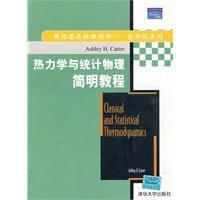 国际著名物理图书——影印版系列
Ashley H. Carter
热力学与统计物理
简明教程
Classical
and Statistical
Thermodynamics
Ashley H. Carter
清华大学出版社